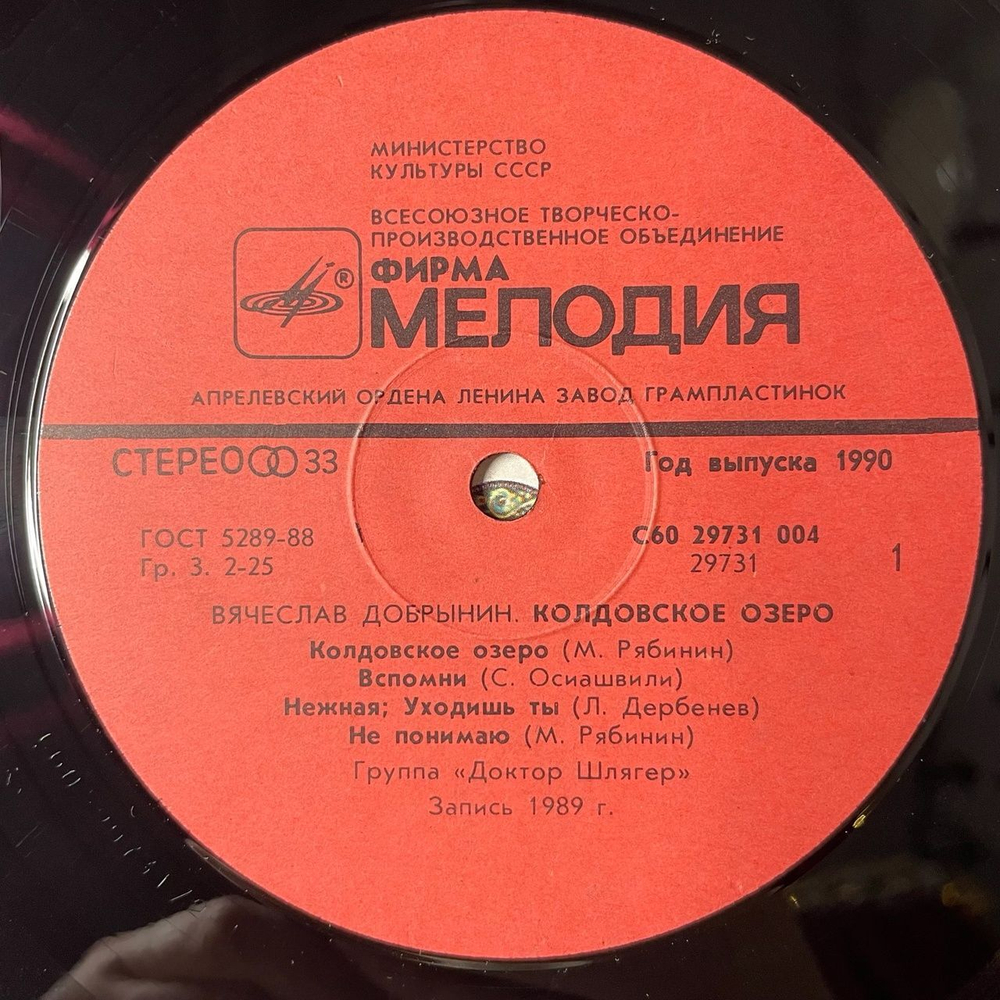 МИНИСТЕРСТВО
КУЛЬТУРЫ СССР
ВСЕСОЮЗНОЕ ТВОРЧЕСКО-
ПРОИЗВОДСТВЕННОЕ ОБЪЕДИНЕНИЕ
®
ФИРМА
МЕЛОДИЯ
АПРЕЛЕВСКИЙ ОРДЕНА ЛЕНИНА ЗАВОД ГРАМПЛАСТИНОК
СТЕРЕО 33
Год выпуска 1990
ГОСТ 5289-88
Гр. 3. 2-25
С60 29731 004
29731
1
ВЯЧЕСЛАВ ДОБРЫНИН. КОЛДОВСКОЕ ОЗЕРО
Колдовское озеро (М. Рябинин)
Вспомни (С. Осиашвили)
Нежная; Уходишь ты (Л. Дербенев)
Не понимаю (М. Рябинин)
Группа «Доктор Шлягер»
Запись 1989 г.